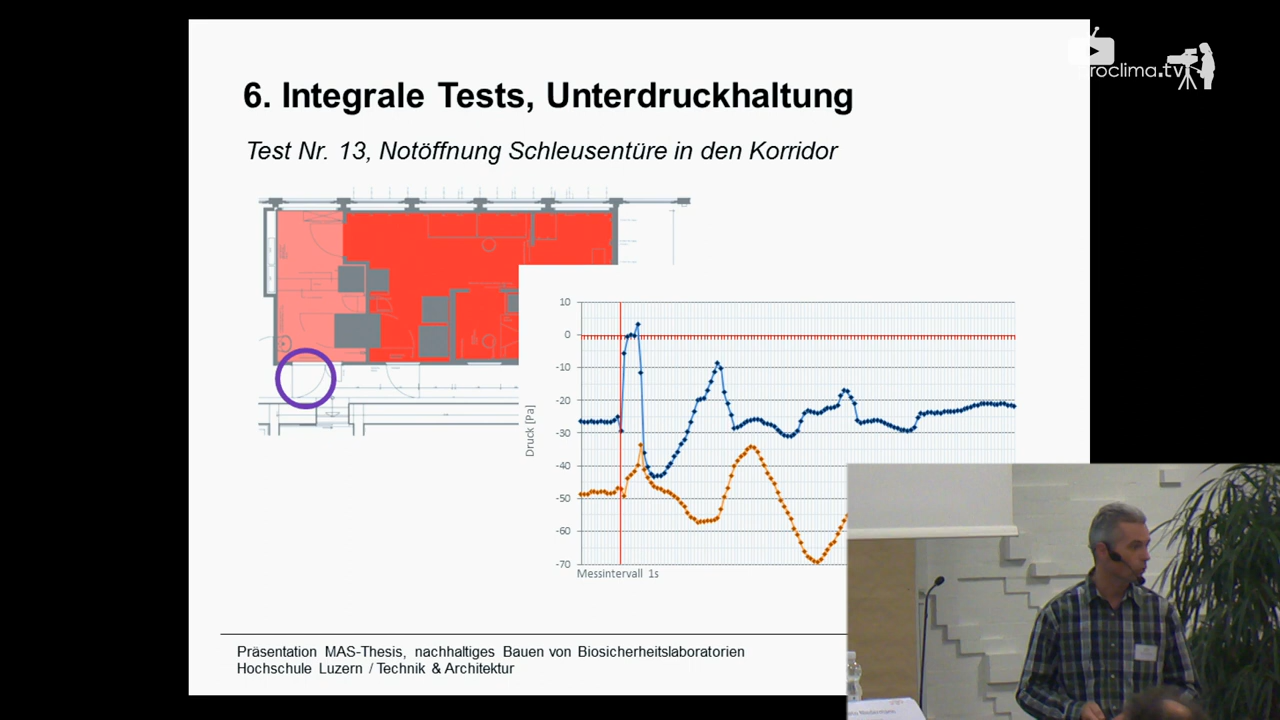 6. Integrale Tests, Unterdruckhaltung
Test Nr. 13, Notöffnung Schleusentüre in den Korridor
10
0
-10
-20
-30
-40
-50
-60
-70
Druck [Pa]
Messintervall 1s
Präsentation MAS-Thesis, nachhaltiges Bauen von Biosicherheitslaboratorien
Hochschule Luzern / Technik & Architektur
proclima.tv